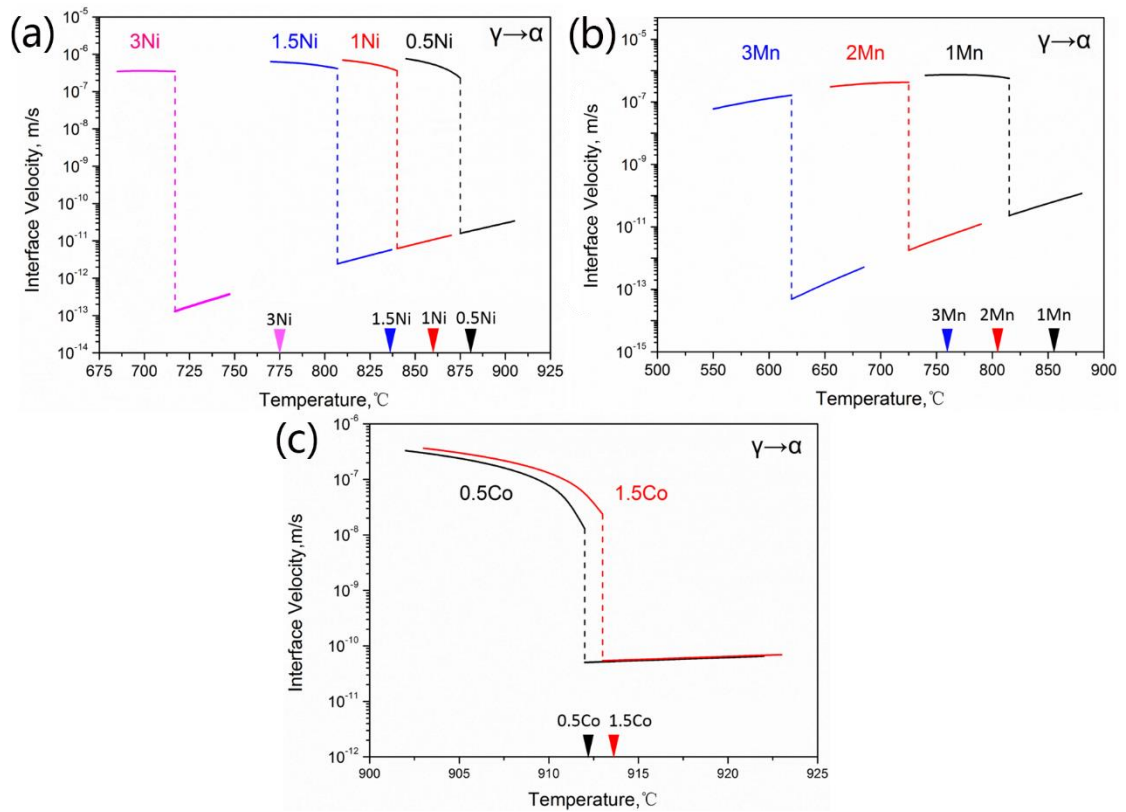 (a)
3Ni 1.5Ni 1Ni 0.5Ni γ→α
Interface Velocity, m/s
10⁻⁵
10⁻⁶
10⁻⁷
10⁻⁸
10⁻⁹
10⁻¹⁰
10⁻¹¹
10⁻¹²
10⁻¹³
10⁻¹⁴
3Ni 1.5Ni 1Ni 0.5Ni
675 700 725 750 775 800 825 850 875 900 925
Temperature,℃
(b)
3Mn 2Mn 1Mn γ→α
Interface Velocity, m/s
10⁻⁵
10⁻⁷
10⁻⁹
10⁻¹¹
10⁻¹³
10⁻¹⁵
3Mn 2Mn 1Mn
500 550 600 650 700 750 800 850 900
Temperature,℃
(c)
γ→α
0.5Co 1.5Co
Interface Velocity,m/s
10⁻⁶
10⁻⁷
10⁻⁸
10⁻⁹
10⁻¹⁰
10⁻¹¹
10⁻¹²
0.5Co 1.5Co
900 905 910 915 920 925
Temperature,℃